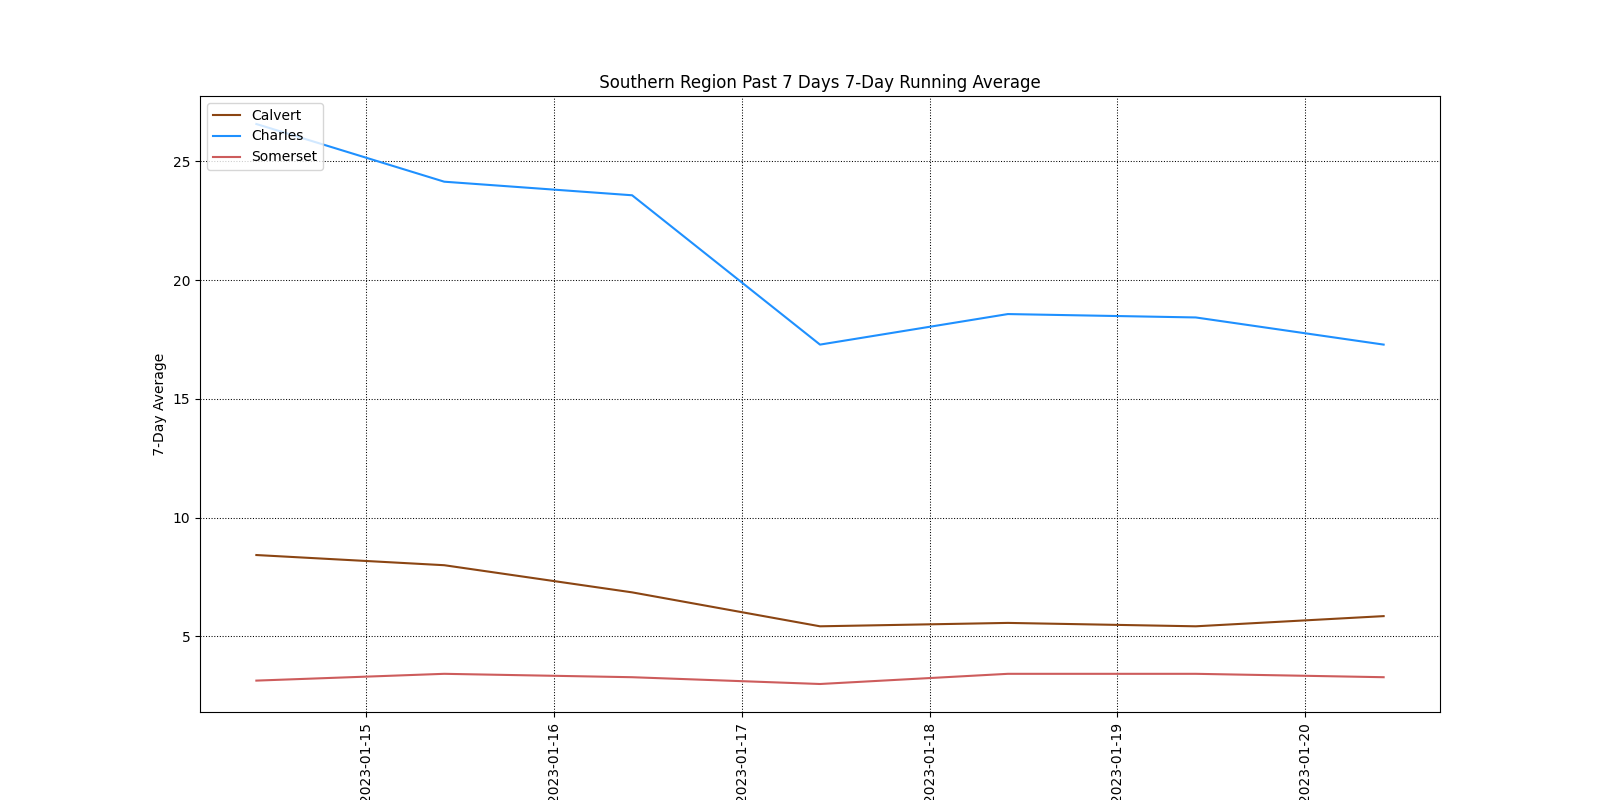 Southern Region Past 7 Days 7-Day Running Average
Calvert
Charles
Somerset
7-Day Average
25
20
15
10
5
2023-01-15
2023-01-16
2023-01-17
2023-01-18
2023-01-19
2023-01-20